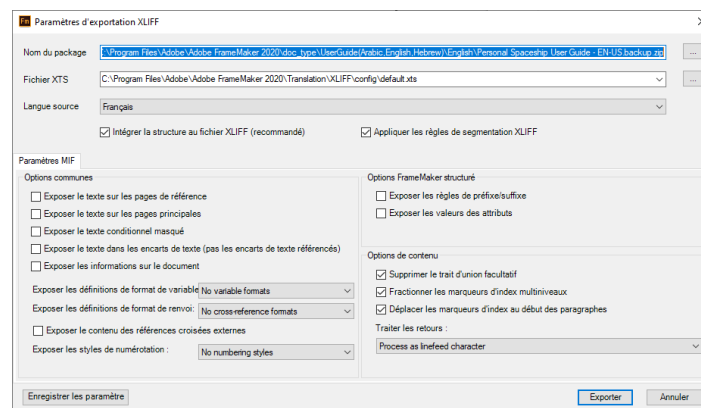 Fm Paramètres d'exportation XLIFF
Nom du package :\Program Files\Adobe\Adobe FrameMaker 2020\doc_type\UserGuide(Arabic,English,Hebrew)\English\Personal Spaceship User Guide - EN-US.backup.zip ...
Fichier XTS C:\Program Files\Adobe\Adobe FrameMaker 2020\Translation\XLIFF\config\default.xts ...
Langue source Français
Intégrer la structure au fichier XLIFF (recommandé) Appliquer les règles de segmentation XLIFF
Paramètres MIF
Options communes
Exposer le texte sur les pages de référence
Exposer le texte sur les pages principales
Exposer le texte conditionnel masqué
Exposer le texte dans les encarts de texte (pas les encarts de texte référencés)
Exposer les informations sur le document
Exposer les définitions de format de variable No variable formats
Exposer les définitions de format de renvoi: No cross-reference formats
Exposer le contenu des références croisées externes
Exposer les styles de numérotation : No numbering styles
Options FrameMaker structuré
Exposer les règles de préfixe/suffixe
Exposer les valeurs des attributs
Options de contenu
Supprimer le trait d'union facultatif
Fractionner les marqueurs d'index multiniveaux
Déplacer les marqueurs d'index au début des paragraphes
Traiter les retours :
Process as linefeed character
Enregistrer les paramètre Exporter Annuler